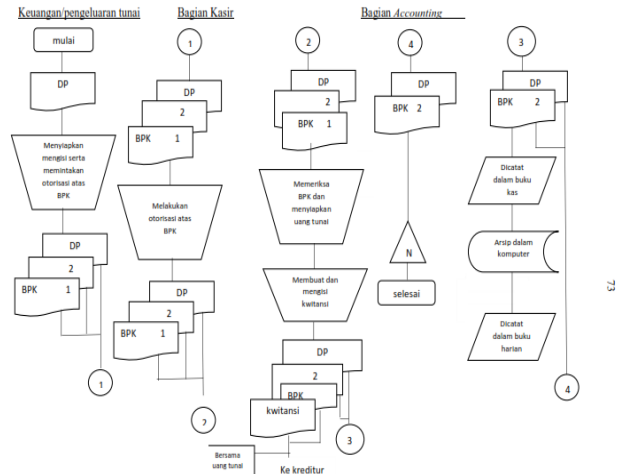 Keuangan/pengeluaran tunai
mulai
DP
Menyiapkan
mengisi serta
memintakan
otorisasi atas
BPK
DP
2
BPK 1
1
Bagian Kasir
1
DP
2
BPK 1
Melakukan
otorisasi atas
BPK
DP
2
BPK 1
2
2
DP
2
BPK 1
Memeriksa
BPK dan
menyiapkan
uang tunai
Membuat dan
mengisi
kwitansi
DP
2
BPK
kwitansi
3
Bersama
uang tunai
Ke kreditur
Bagian Accounting
4
DP
BPK 2
N
selesai
3
DP
BPK 2
Dicatat
dalam buku
kas
Arsip dalam
komputer
Dicatat
dalam buku
harian
4
73